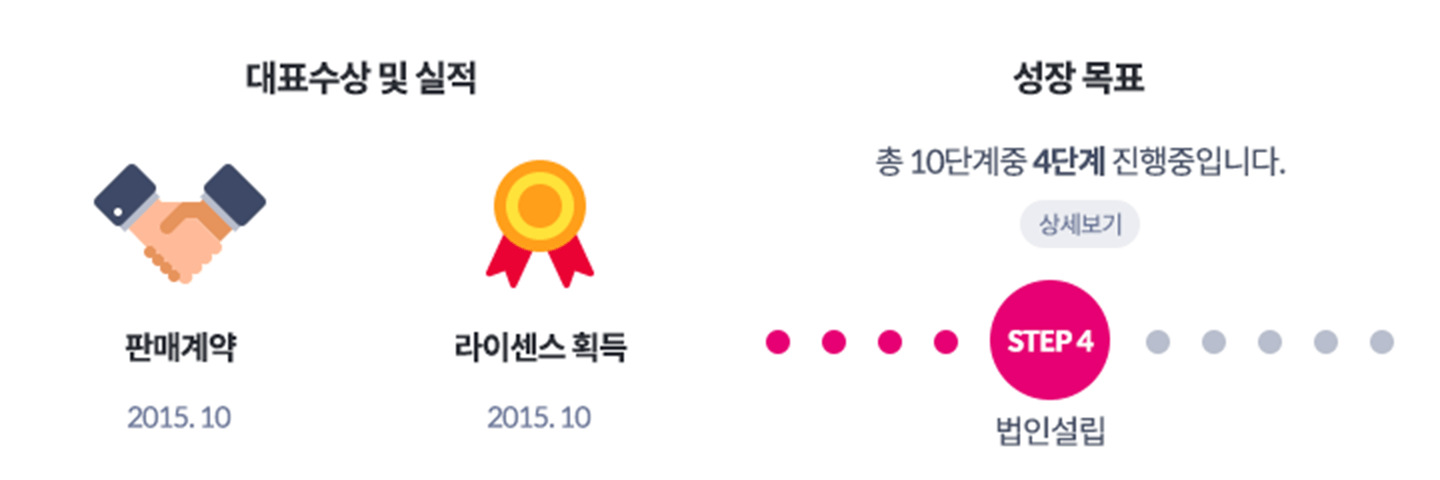 대표수상 및 실적
판매계약
2015. 10
라이센스 획득
2015. 10
성장 목표
총 10단계중 4단계 진행중입니다.
상세보기
STEP 4
법인설립